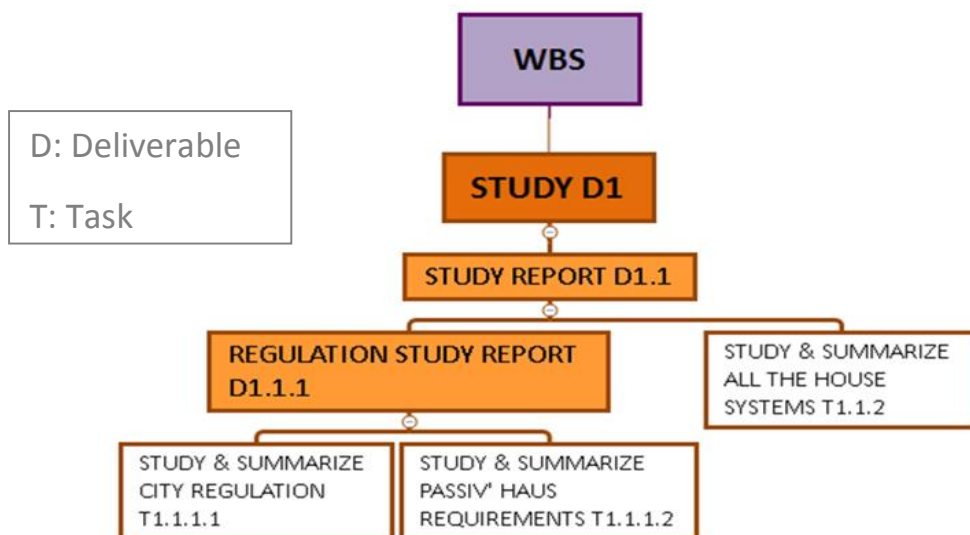 WBS
D: Deliverable
T: Task
STUDY D1
STUDY REPORT D1.1
REGULATION STUDY REPORT
D1.1.1
STUDY & SUMMARIZE
ALL THE HOUSE
SYSTEMS T1.1.2
STUDY & SUMMARIZE
CITY REGULATION
T1.1.1.1
STUDY & SUMMARIZE
PASSIV' HAUS
REQUIREMENTS T1.1.1.2